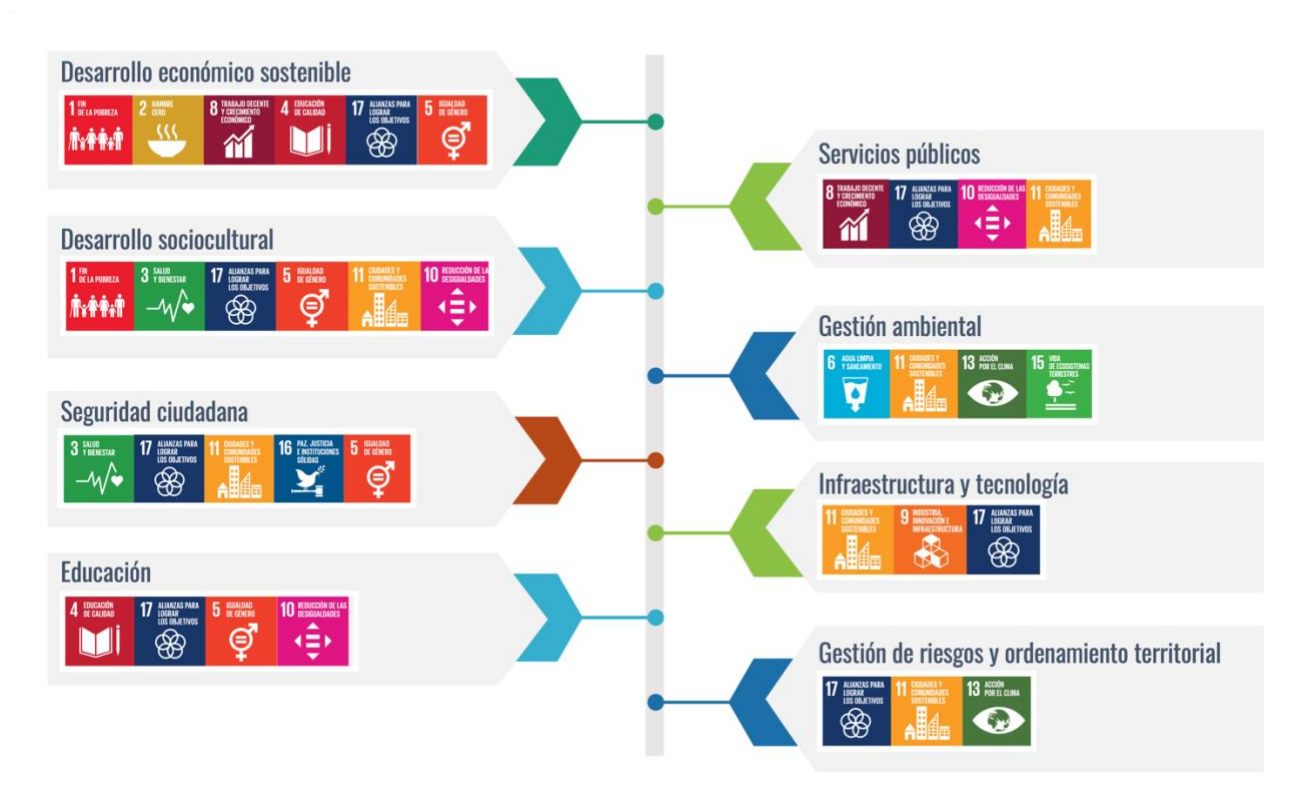 Desarrollo económico sostenible
1 FIN
DE LA POBREZA
2 HAMBRE
CERO
8 TRABAJO DECENTE
Y CRECIMIENTO
ECONÓMICO
4 EDUCACIÓN
DE CALIDAD
17 ALIANZAS PARA
LOGRAR
LOS OBJETIVOS
5 IGUALDAD
DE GÉNERO
Servicios públicos
8 TRABAJO DECENTE
Y CRECIMIENTO
ECONÓMICO
17 ALIANZAS PARA
LOGRAR
LOS OBJETIVOS
10 REDUCCIÓN DE LAS
DESIGUALDADES
11 CIUDADES Y
COMUNIDADES
SOSTENIBLES
Desarrollo sociocultural
1 FIN
DE LA POBREZA
3 SALUD
Y BIENESTAR
17 ALIANZAS PARA
LOGRAR
LOS OBJETIVOS
5 IGUALDAD
DE GÉNERO
11 CIUDADES Y
COMUNIDADES
SOSTENIBLES
10 REDUCCIÓN DE LA
DESIGUALDADES
Gestión ambiental
6 AGUA LIMPIA
Y SANEAMIENTO
11 CIUDADES Y
COMUNIDADES
SOSTENIBLES
13 ACCIÓN
POR EL CLIMA
15 VIDA
DE ECOSISTEMAS
TERRESTRES
Seguridad ciudadana
3 SALUD
Y BIENESTAR
17 ALIANZAS PARA
LOGRAR
LOS OBJETIVOS
11 CIUDADES Y
COMUNIDADES
SOSTENIBLES
16 PAZ, JUSTICIA
E INSTITUCIONES
SÓLIDAS
5 IGUALDAD
DE GÉNERO
Infraestructura y tecnología
11 CIUDADES Y
COMUNIDADES
SOSTENIBLES
9 INDUSTRIA,
INNOVACIÓN E
INFRAESTRUCTURA
17 ALIANZAS PARA
LOGRAR
LOS OBJETIVOS
Educación
4 EDUCACIÓN
DE CALIDAD
17 ALIANZAS PARA
LOGRAR
LOS OBJETIVOS
5 IGUALDAD
DE GÉNERO
10 REDUCCIÓN DE LAS
DESIGUALDADES
Gestión de riesgos y ordenamiento territorial
17 ALIANZAS PARA
LOGRAR
LOS OBJETIVOS
11 CIUDADES Y
COMUNIDADES
SOSTENIBLES
13 ACCIÓN
POR EL CLIMA